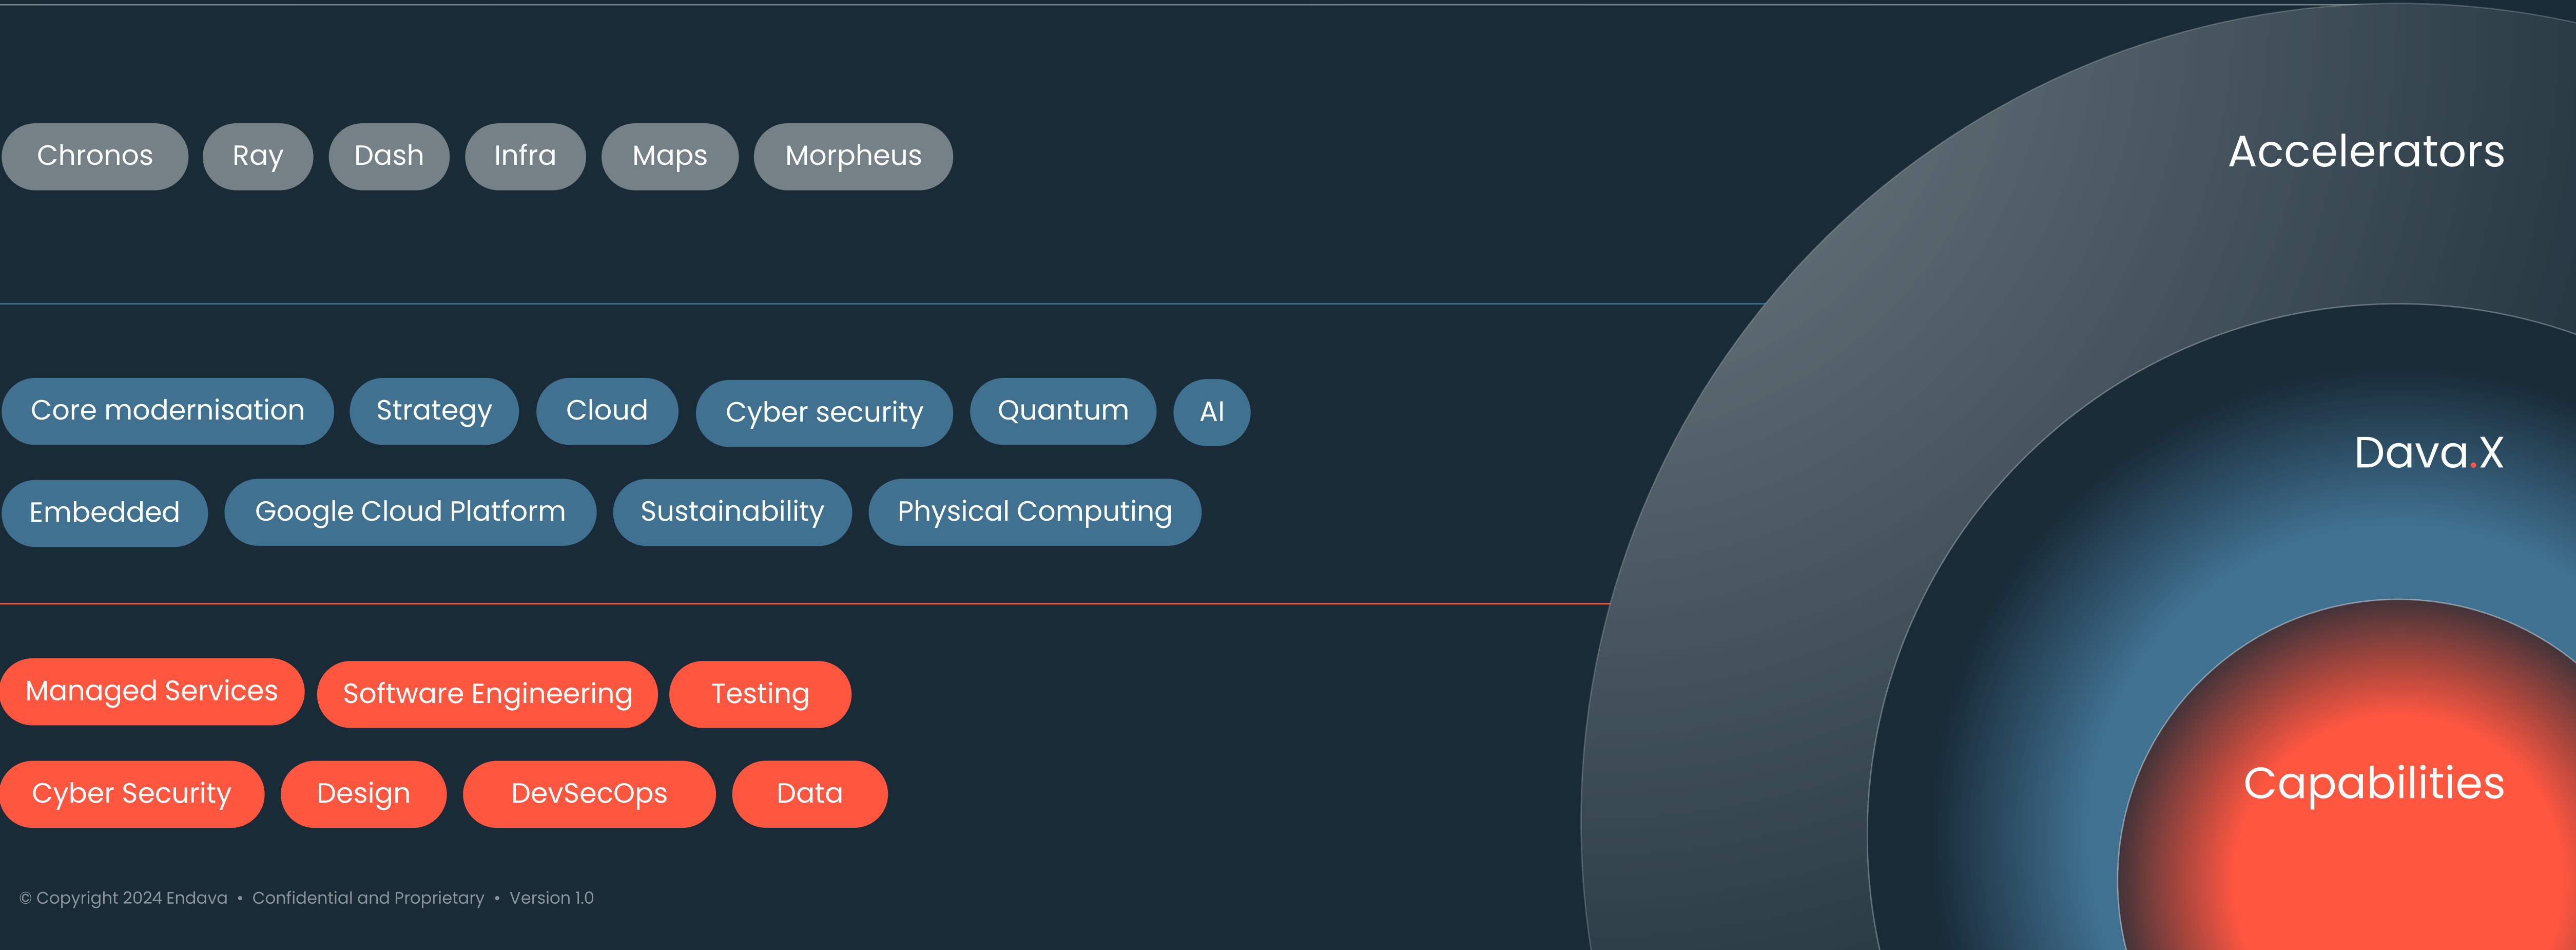 Accelerators
Chronos Ray Dash Infra Maps Morpheus
Dava.X
Core modernisation Strategy Cloud Cyber security Quantum AI
Embedded Google Cloud Platform Sustainability Physical Computing
Capabilities
Managed Services Software Engineering Testing
Cyber Security Design DevSecOps Data
© Copyright 2024 Endava • Confidential and Proprietary • Version 1.0